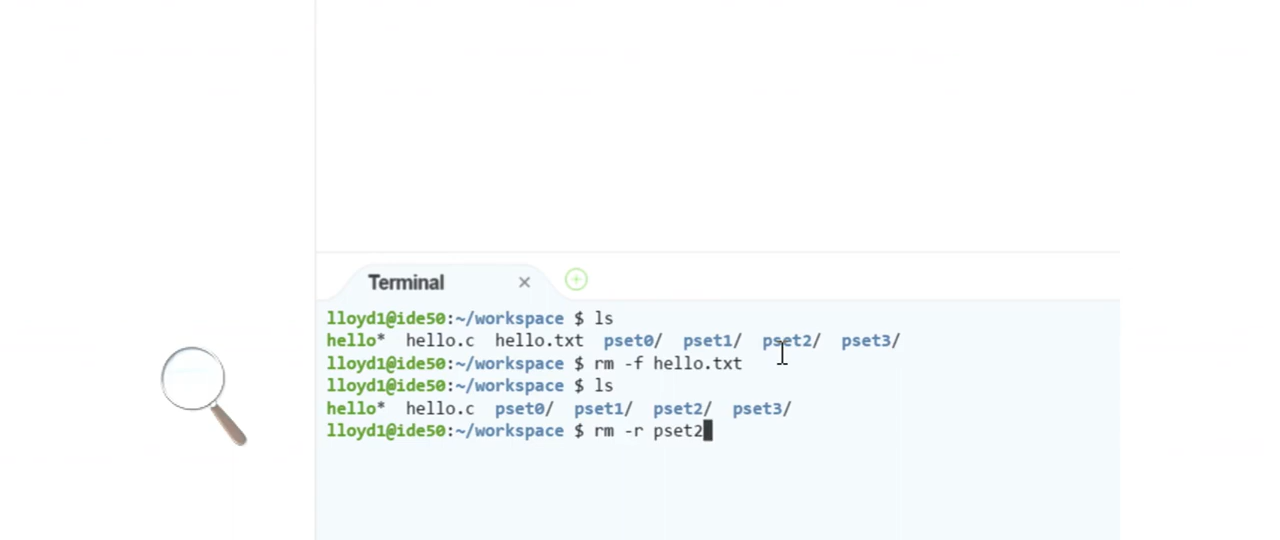 Terminal
lloyd1@ide50:~/workspace $ ls
hello* hello.c hello.txt pset0/ pset1/ pset2/ pset3/
lloyd1@ide50:~/workspace $ rm -f hello.txt
lloyd1@ide50:~/workspace $ ls
hello* hello.c pset0/ pset1/ pset2/ pset3/
lloyd1@ide50:~/workspace $ rm -r pset2